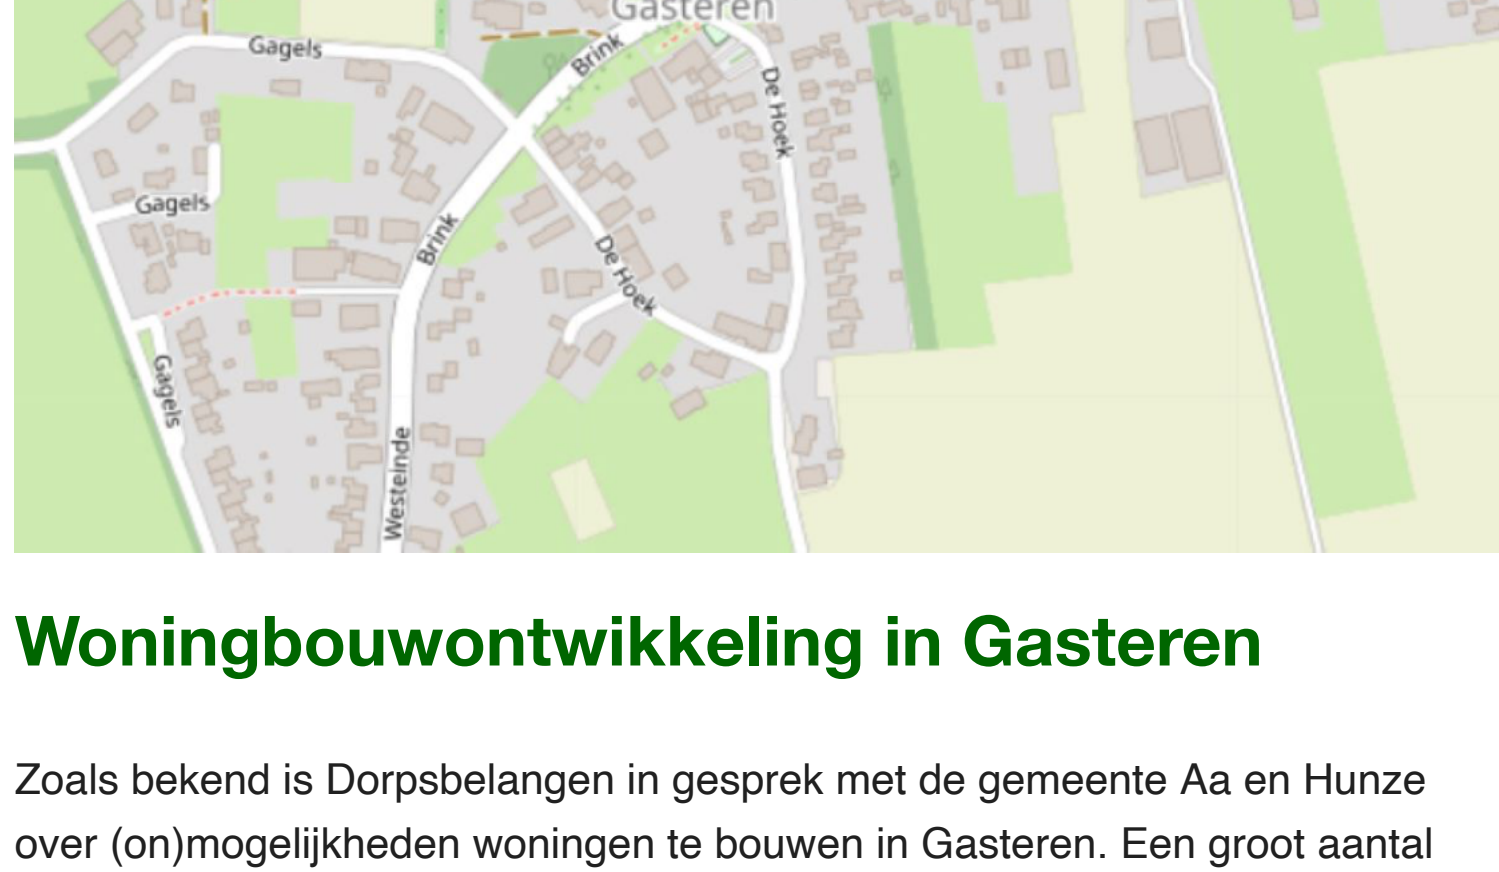 Gasteren
Gagels
Brink
De Hoek
Gagels
Brink
De Hoek
Gagels
Westeinde
Woningbouwontwikkeling in Gasteren
Zoals bekend is Dorpsbelangen in gesprek met de gemeente Aa en Hunze
over (on)mogelijkheden woningen te bouwen in Gasteren. Een groot aantal